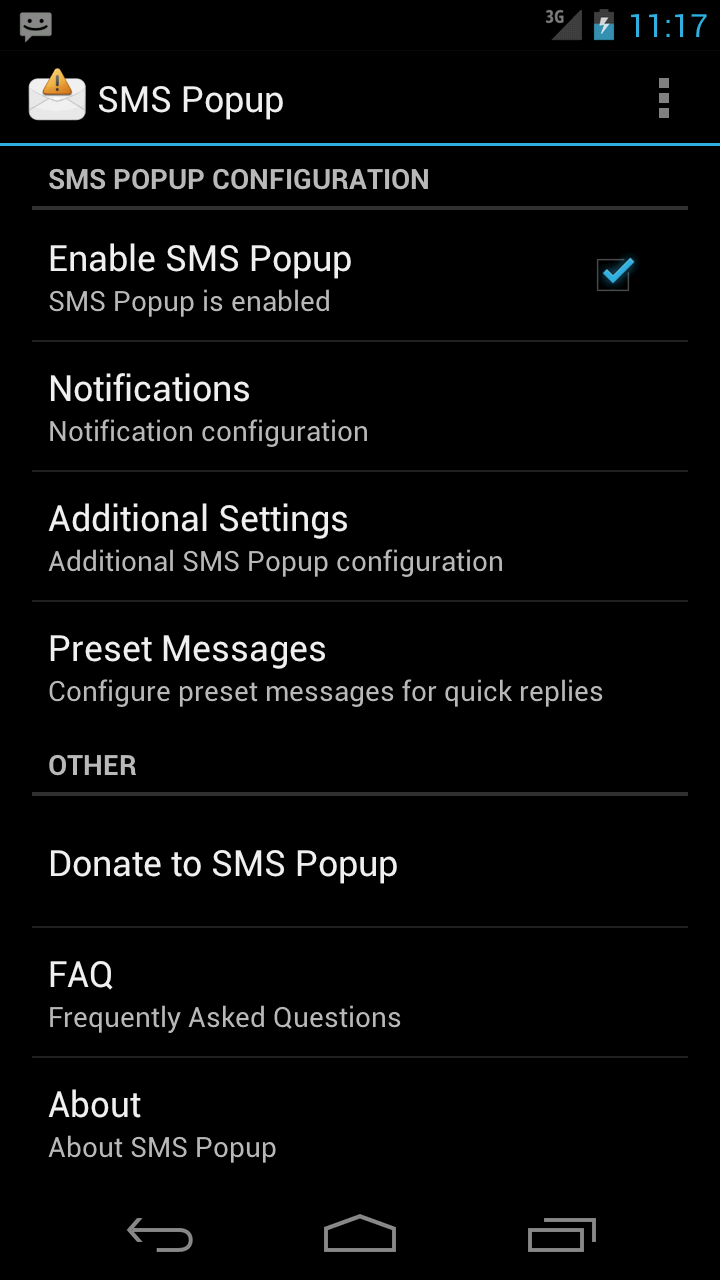 3G 11:17
SMS Popup
SMS POPUP CONFIGURATION
Enable SMS Popup
SMS Popup is enabled
Notifications
Notification configuration
Additional Settings
Additional SMS Popup configuration
Preset Messages
Configure preset messages for quick replies
OTHER
Donate to SMS Popup
FAQ
Frequently Asked Questions
About
About SMS Popup